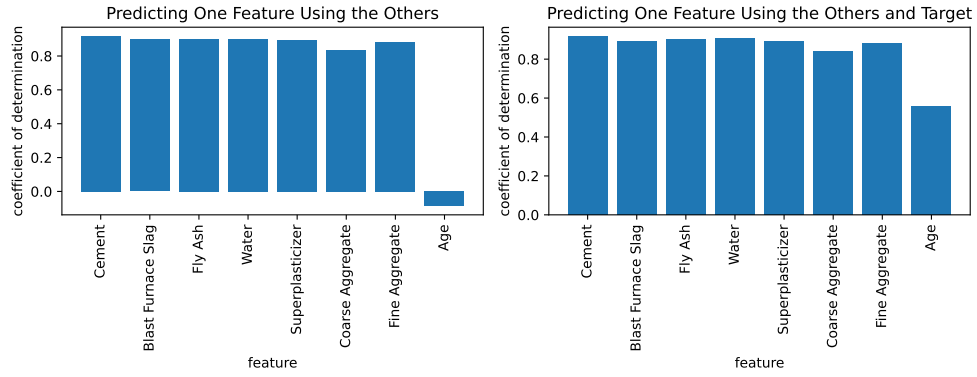 Predicting One Feature Using the Others
coefficient of determination
0.8
0.6
0.4
0.2
0.0
Cement
Blast Furnace Slag
Fly Ash
Water
Superplasticizer
Coarse Aggregate
Fine Aggregate
Age
feature
Predicting One Feature Using the Others and Target
coefficient of determination
0.8
0.6
0.4
0.2
0.0
Cement
Blast Furnace Slag
Fly Ash
Water
Superplasticizer
Coarse Aggregate
Fine Aggregate
Age
feature